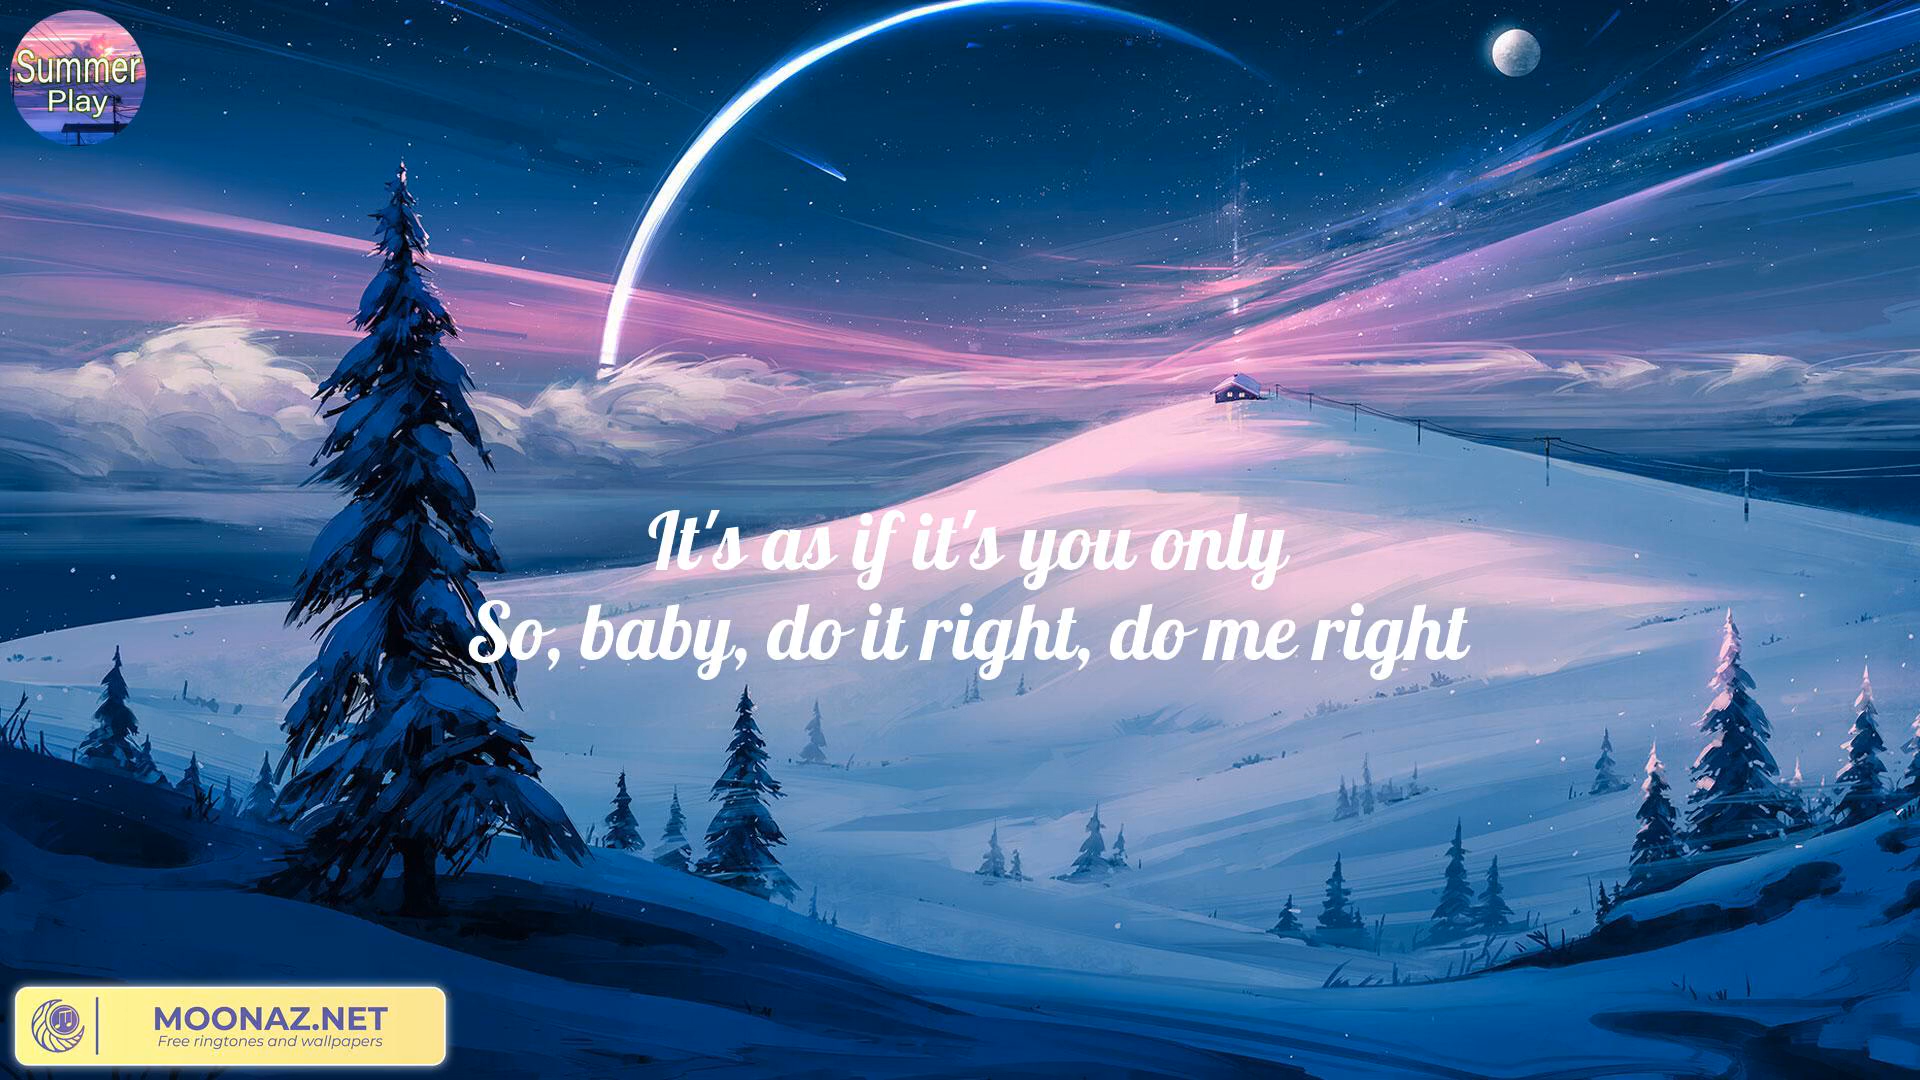 Summer
Play
It's as if it's you only
So, baby, do it right, do me right
MOONAZ.NET
Free ringtones and wallpapers